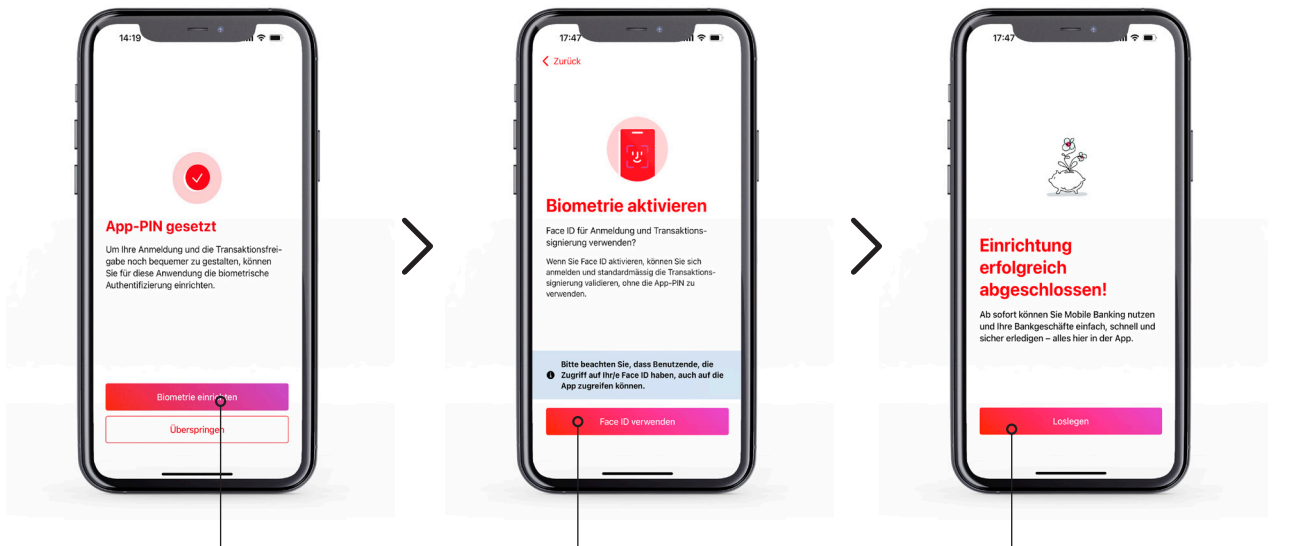 14:19
App-PIN gesetzt
Um Ihre Anmeldung und die Transaktionsfrei-
gabe noch bequemer zu gestalten, können
Sie für diese Anwendung die biometrische
Authentifizierung einrichten.
Biometrie einrichten
Überspringen
17:47
Zurück
Biometrie aktivieren
Face ID für Anmeldung und Transaktions-
signierung verwenden?
Wenn Sie Face ID aktivieren, können Sie sich
anmelden und standardmässig die Transaktions-
signierung validieren, ohne die App-PIN zu
verwenden.
Bitte beachten Sie, dass Benutzende, die
Zugriff auf Ihr/e Face ID haben, auch auf die
App zugreifen können.
Face ID verwenden
17:47
Einrichtung
erfolgreich
abgeschlossen!
Ab sofort können Sie Mobile Banking nutzen
und Ihre Bankgeschäfte einfach, schnell und
sicher erledigen – alles hier in der App.
Loslegen